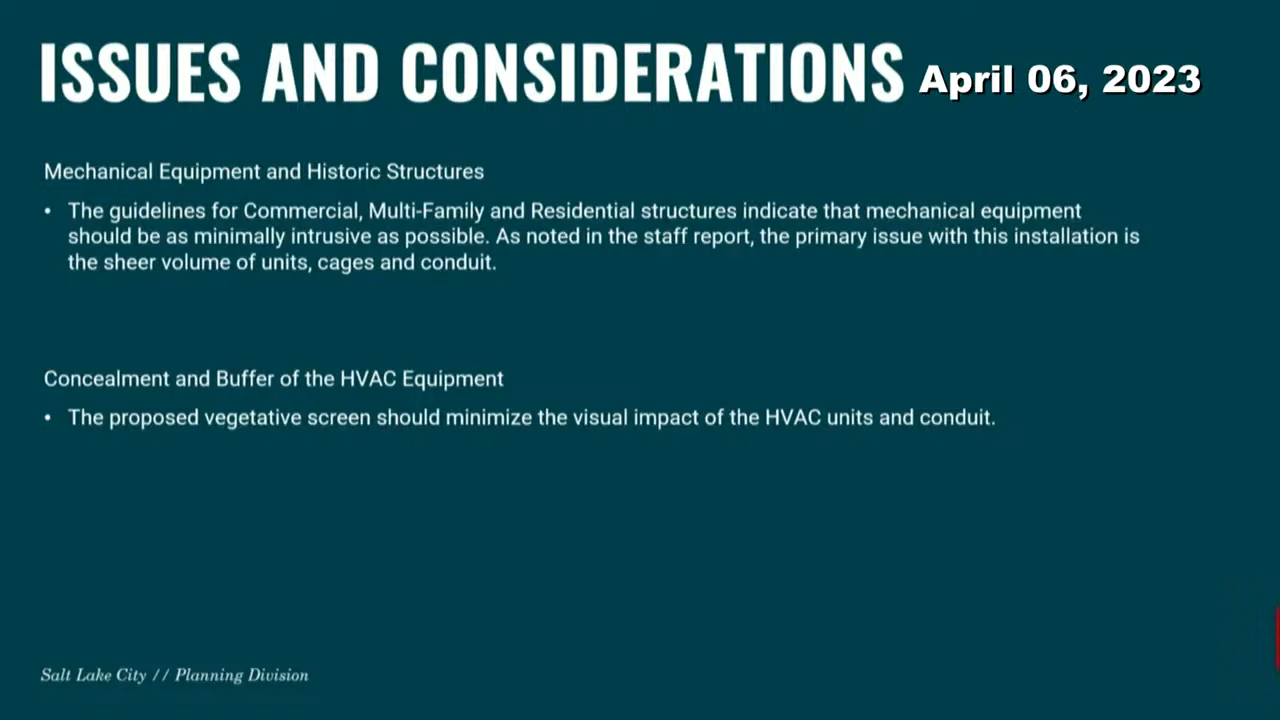 ISSUES AND CONSIDERATIONS April 06, 2023
Mechanical Equipment and Historic Structures
• The guidelines for Commercial, Multi-Family and Residential structures indicate that mechanical equipment
should be as minimally intrusive as possible. As noted in the staff report, the primary issue with this installation is
the sheer volume of units, cages and conduit.
Concealment and Buffer of the HVAC Equipment
• The proposed vegetative screen should minimize the visual impact of the HVAC units and conduit.
Salt Lake City // Planning Division